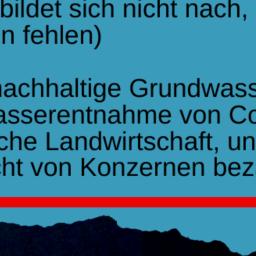 bildet sich nicht nach,
n fehlen)
nachhaltige Grundwass
asserentnahme von Co
che Landwirtschaft, un
cht von Konzernen bez